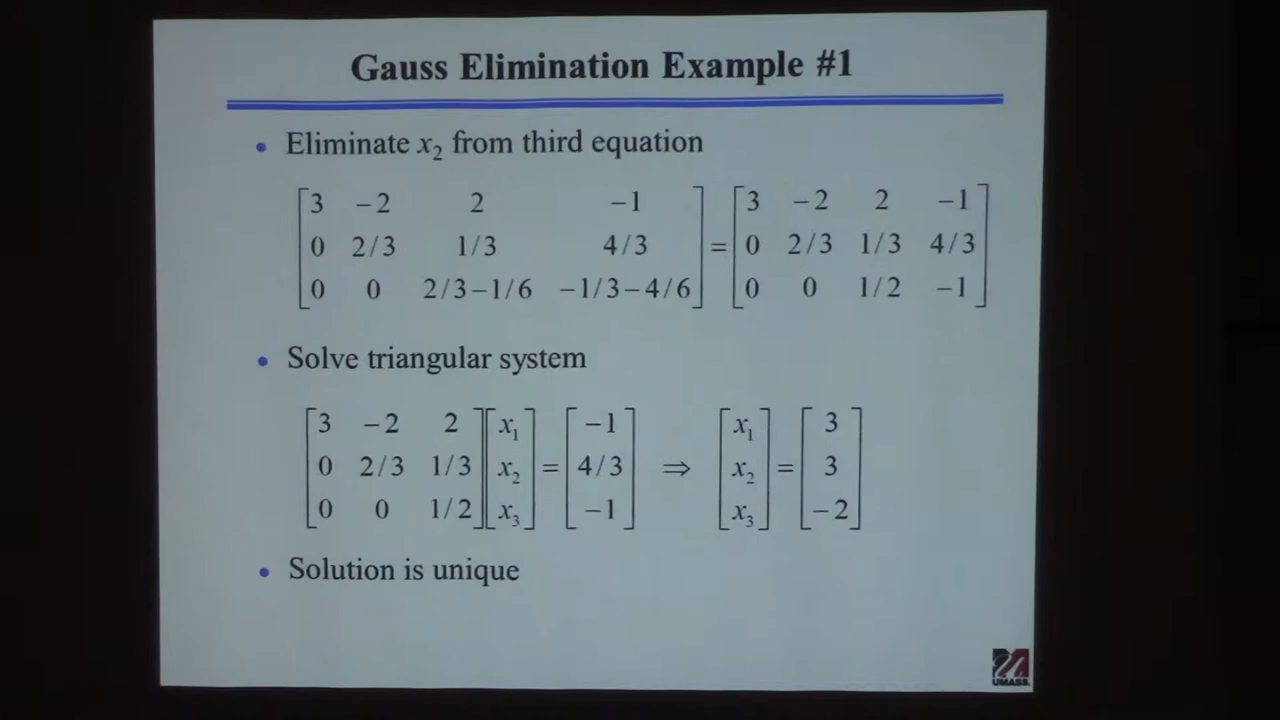 Gauss Elimination Example #1
• Eliminate x₂ from third equation
[3 −2 2 −1] [3 −2 2 −1]
[0 2/3 1/3 4/3] = [0 2/3 1/3 4/3]
[0 0 2/3−1/6 −1/3−4/6] [0 0 1/2 −1]
• Solve triangular system
[3 −2 2] [x₁] [−1] [x₁] [3]
[0 2/3 1/3] [x₂] = [4/3] ⇒ [x₂] = [3]
[0 0 1/2] [x₃] [−1] [x₃] [−2]
• Solution is unique
UMASS